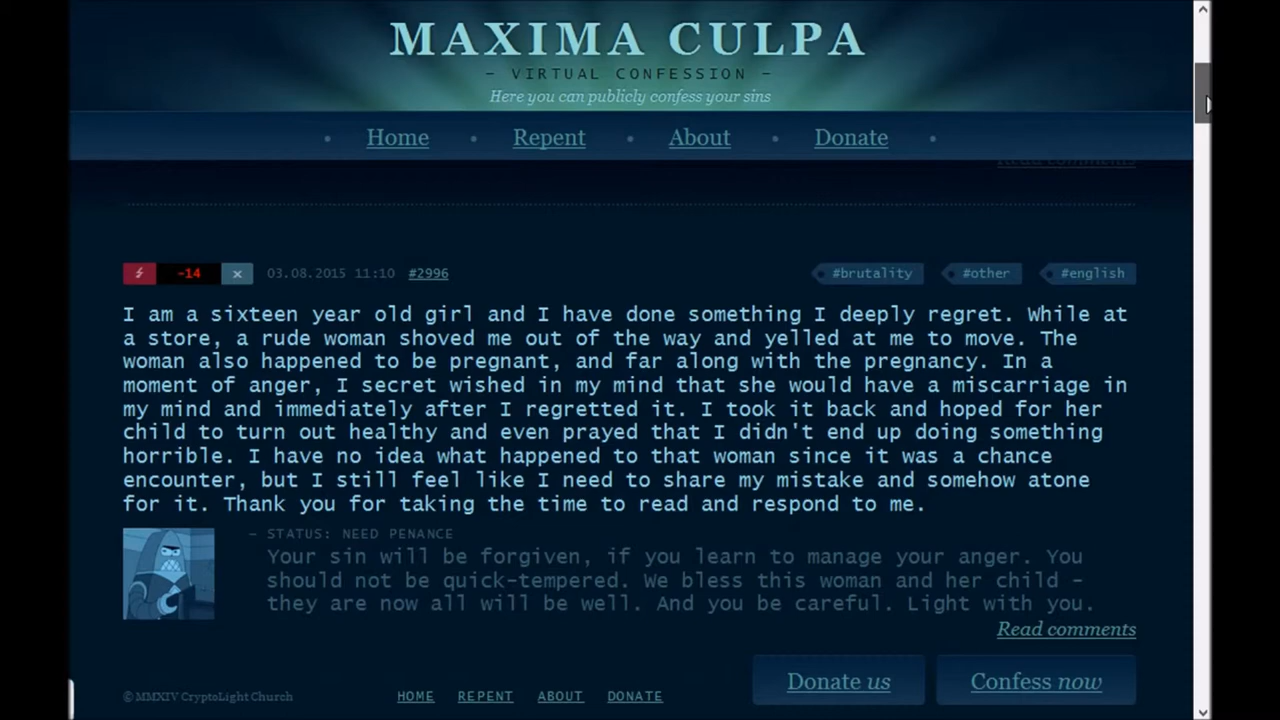 MAXIMA CULPA
- VIRTUAL CONFESSION -
Here you can publicly confess your sins
• Home • Repent • About • Donate •
Read comments
-14 × 03.08.2015 11:10 #2996 #brutality #other #english
I am a sixteen year old girl and I have done something I deeply regret. While at
a store, a rude woman shoved me out of the way and yelled at me to move. The
woman also happened to be pregnant, and far along with the pregnancy. In a
moment of anger, I secret wished in my mind that she would have a miscarriage in
my mind and immediately after I regretted it. I took it back and hoped for her
child to turn out healthy and even prayed that I didn't end up doing something
horrible. I have no idea what happened to that woman since it was a chance
encounter, but I still feel like I need to share my mistake and somehow atone
for it. Thank you for taking the time to read and respond to me.
– STATUS: NEED PENANCE
Your sin will be forgiven, if you learn to manage your anger. You
should not be quick-tempered. We bless this woman and her child –
they are now all will be well. And you be careful. Light with you.
Read comments
Donate us Confess now
© MMXIV CryptoLight Church HOME REPENT ABOUT DONATE